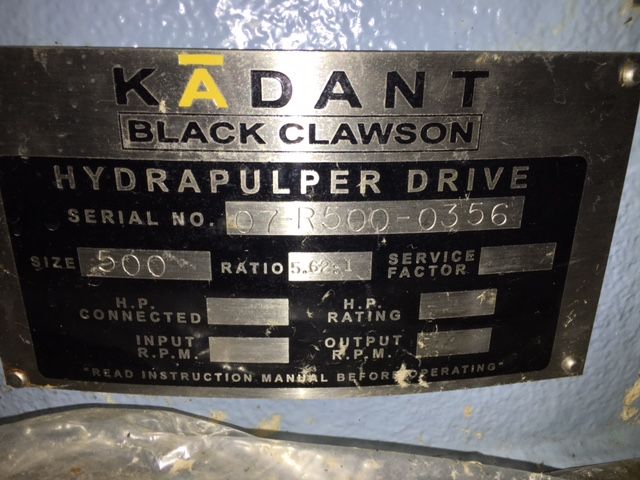 KĀDANT
BLACK CLAWSON
HYDRAPULPER DRIVE
SERIAL NO. 07-R500-0356
SIZE 500 RATIO 5.62:1 SERVICE FACTOR
H.P. CONNECTED H.P. RATING
INPUT R.P.M. OUTPUT R.P.M.
"READ INSTRUCTION MANUAL BEFORE OPERATING"